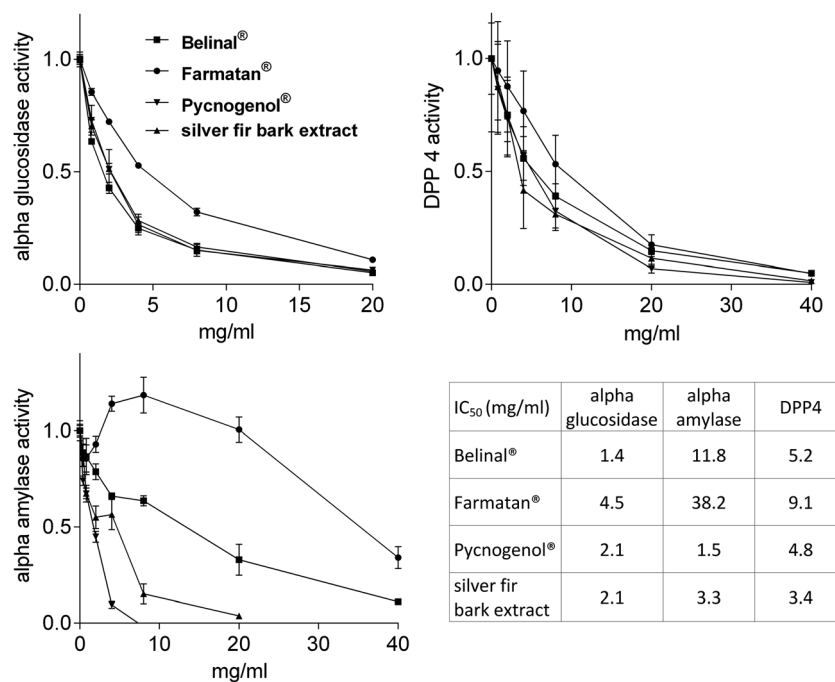 alpha glucosidase activity
1.0
0.5
0.0
0
5
10
15
20
mg/ml
Belinal®
Farmatan®
Pycnogenol®
silver fir bark extract
DPP 4 activity
1.0
0.5
0.0
0
10
20
30
40
mg/ml
alpha amylase activity
1.0
0.5
0.0
0
10
20
30
40
mg/ml
IC₅₀ (mg/ml) alpha glucosidase alpha amylase DPP4
Belinal® 1.4 11.8 5.2
Farmatan® 4.5 38.2 9.1
Pycnogenol® 2.1 1.5 4.8
silver fir
bark extract 2.1 3.3 3.4